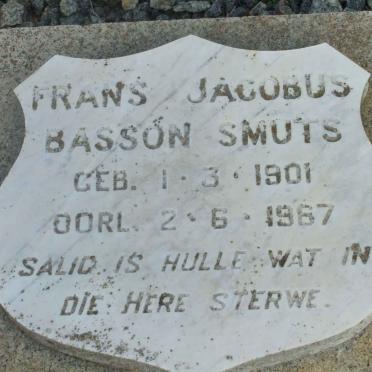 FRANS JACOBUS
BASSON SMUTS
GEB. 1·3·1901
OORL. 2·6·1967
SALIG IS HULLE WAT IN
DIE HERE STERWE.